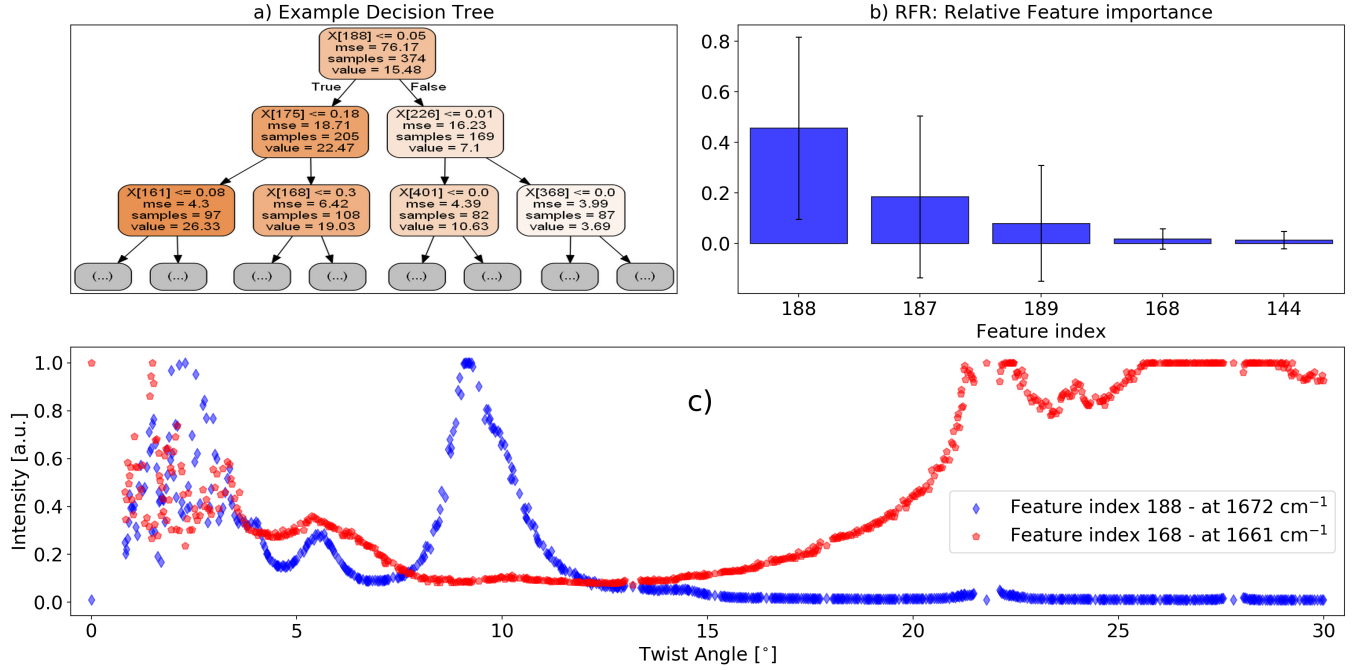 a) Example Decision Tree
X[188] <= 0.05
mse = 76.17
samples = 374
value = 15.48
True
False
X[175] <= 0.18
mse = 18.71
samples = 205
value = 22.47
X[226] <= 0.01
mse = 16.23
samples = 169
value = 7.1
X[161] <= 0.08
mse = 4.3
samples = 97
value = 26.33
X[168] <= 0.3
mse = 6.42
samples = 108
value = 19.03
X[401] <= 0.0
mse = 4.39
samples = 82
value = 10.63
X[368] <= 0.0
mse = 3.99
samples = 87
value = 3.69
(...)
(...)
(...)
(...)
(...)
(...)
(...)
(...)
b) RFR: Relative Feature importance
0.8
0.6
0.4
0.2
0.0
188
187
189
168
144
Feature index
c)
1.0
0.8
0.6
0.4
0.2
0.0
Intensity [a.u.]
Feature index 188 - at 1672 cm⁻¹
Feature index 168 - at 1661 cm⁻¹
0
5
10
15
20
25
30
Twist Angle [°]